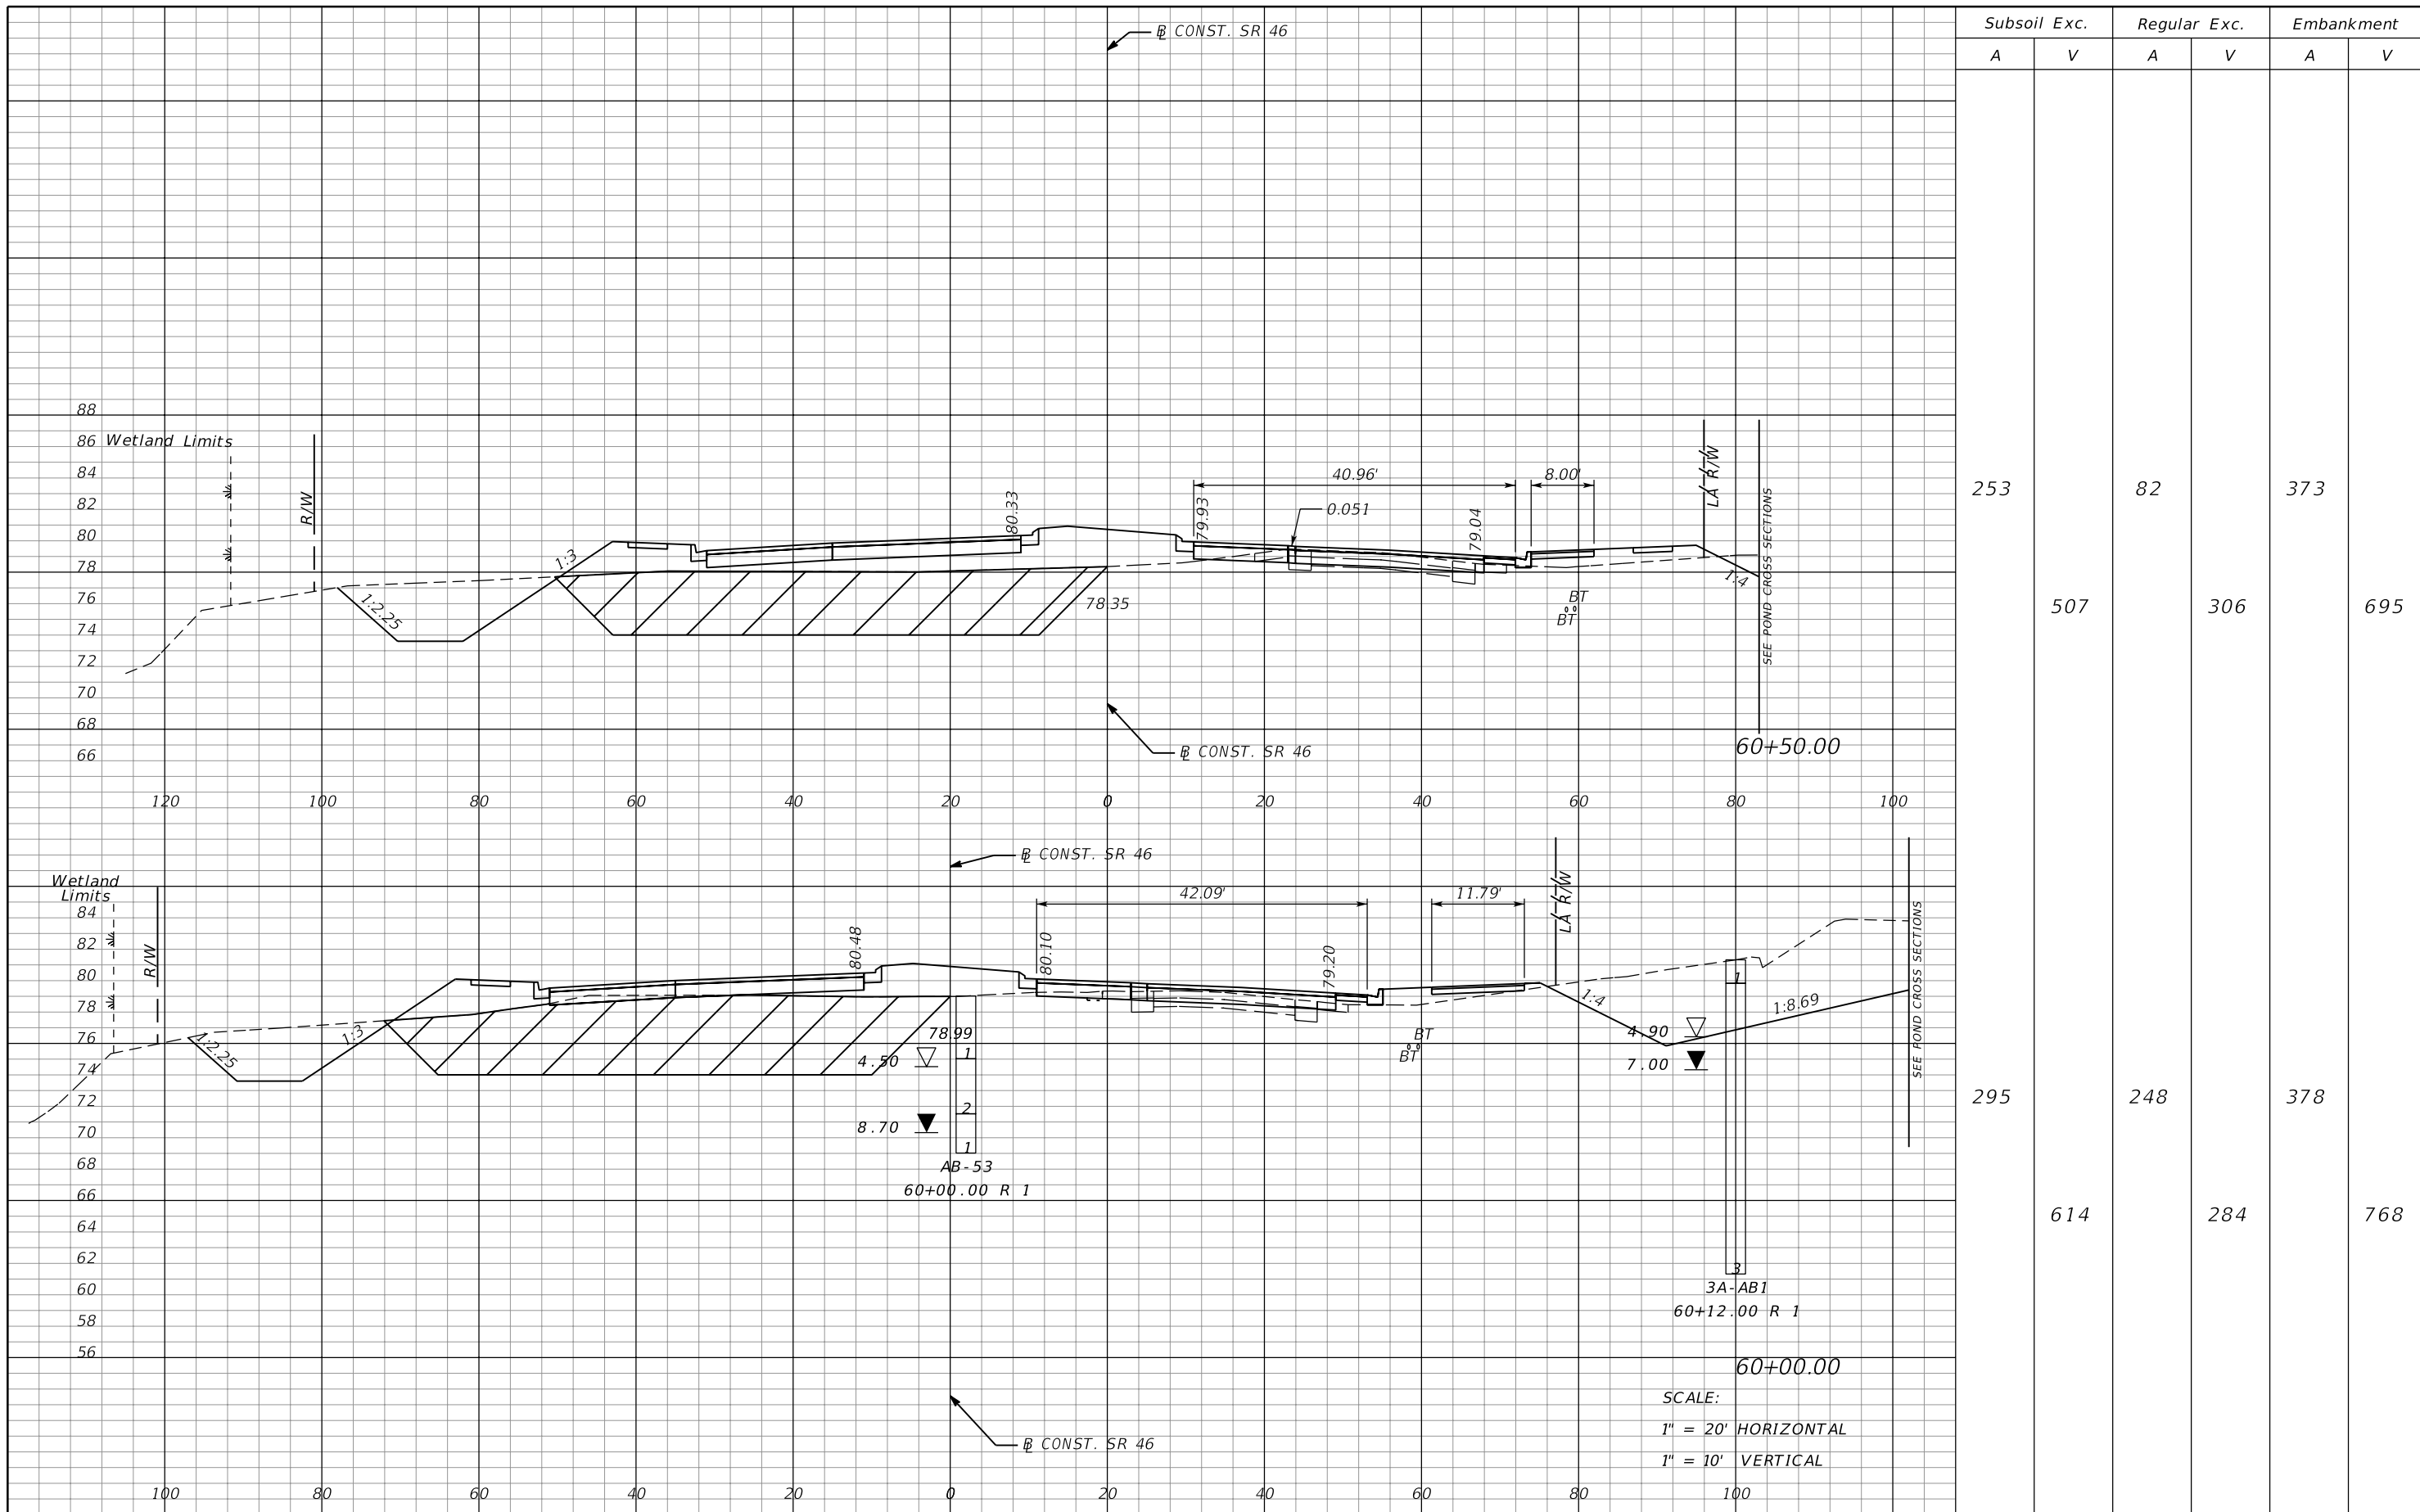 Subsoil Exc. Regular Exc. Embankment
A V A V A V
℄ CONST. SR 46
88
86 Wetland Limits
84
82
80
78
76
74
72
70
68
66
R/W
1:2.25
1:3
80.33
78.35
79.93
40.96'
0.051
79.04
8.00'
BT
BT
LA R/W
1:4
SEE POND CROSS SECTIONS
253 82 373
507 306 695
℄ CONST. SR 46
60+50.00
120 100 80 60 40 20 0 20 40 60 80 100
℄ CONST. SR 46
Wetland
Limits
84
82
80
78
76
74
72
70
68
66
64
62
60
58
56
R/W
1:2.25
1:3
80.48
78.99
4.50
8.70
1
2
1
AB-53
60+00.00 R 1
80.10
42.09'
79.20
11.79'
BT
BT
LA R/W
1:4
1:8.69
4.90
7.00
1
3
3A-AB1
60+12.00 R 1
SEE POND CROSS SECTIONS
295 248 378
614 284 768
60+00.00
℄ CONST. SR 46
SCALE:
1" = 20' HORIZONTAL
1" = 10' VERTICAL
100 80 60 40 20 0 20 40 60 80 100